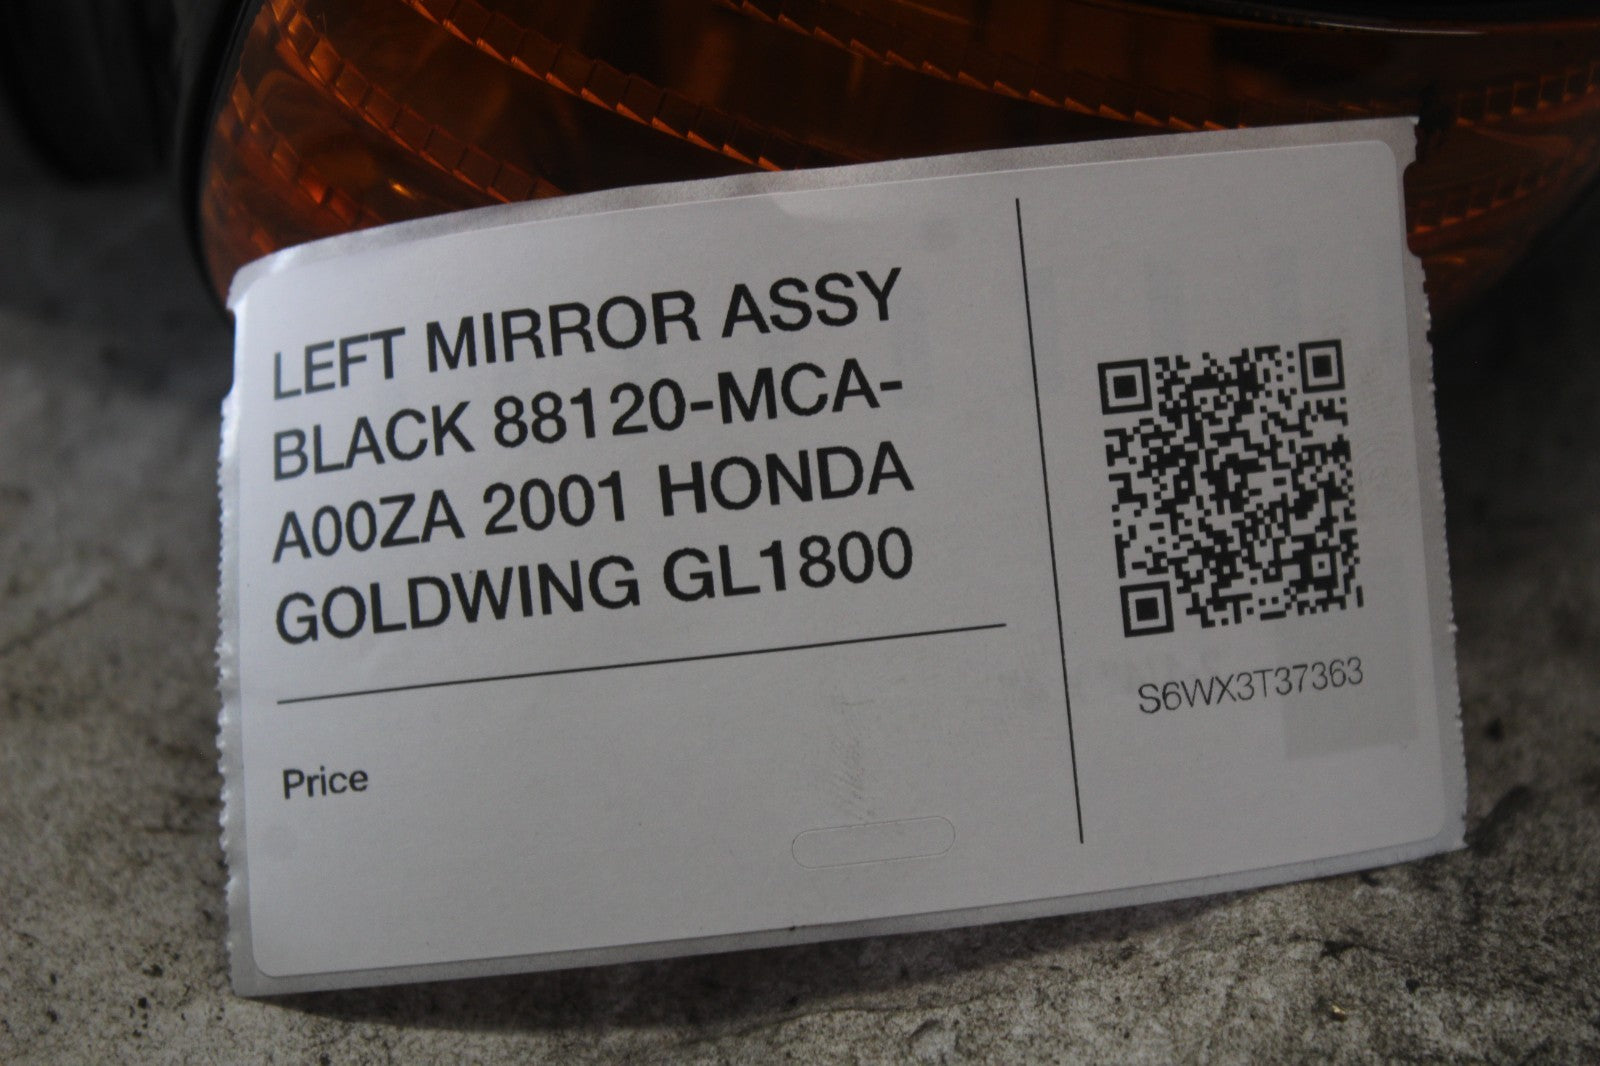 LEFT MIRROR ASSY
BLACK 88120-MCA-
A00ZA 2001 HONDA
GOLDWING GL1800
Price
S6WX3T37363